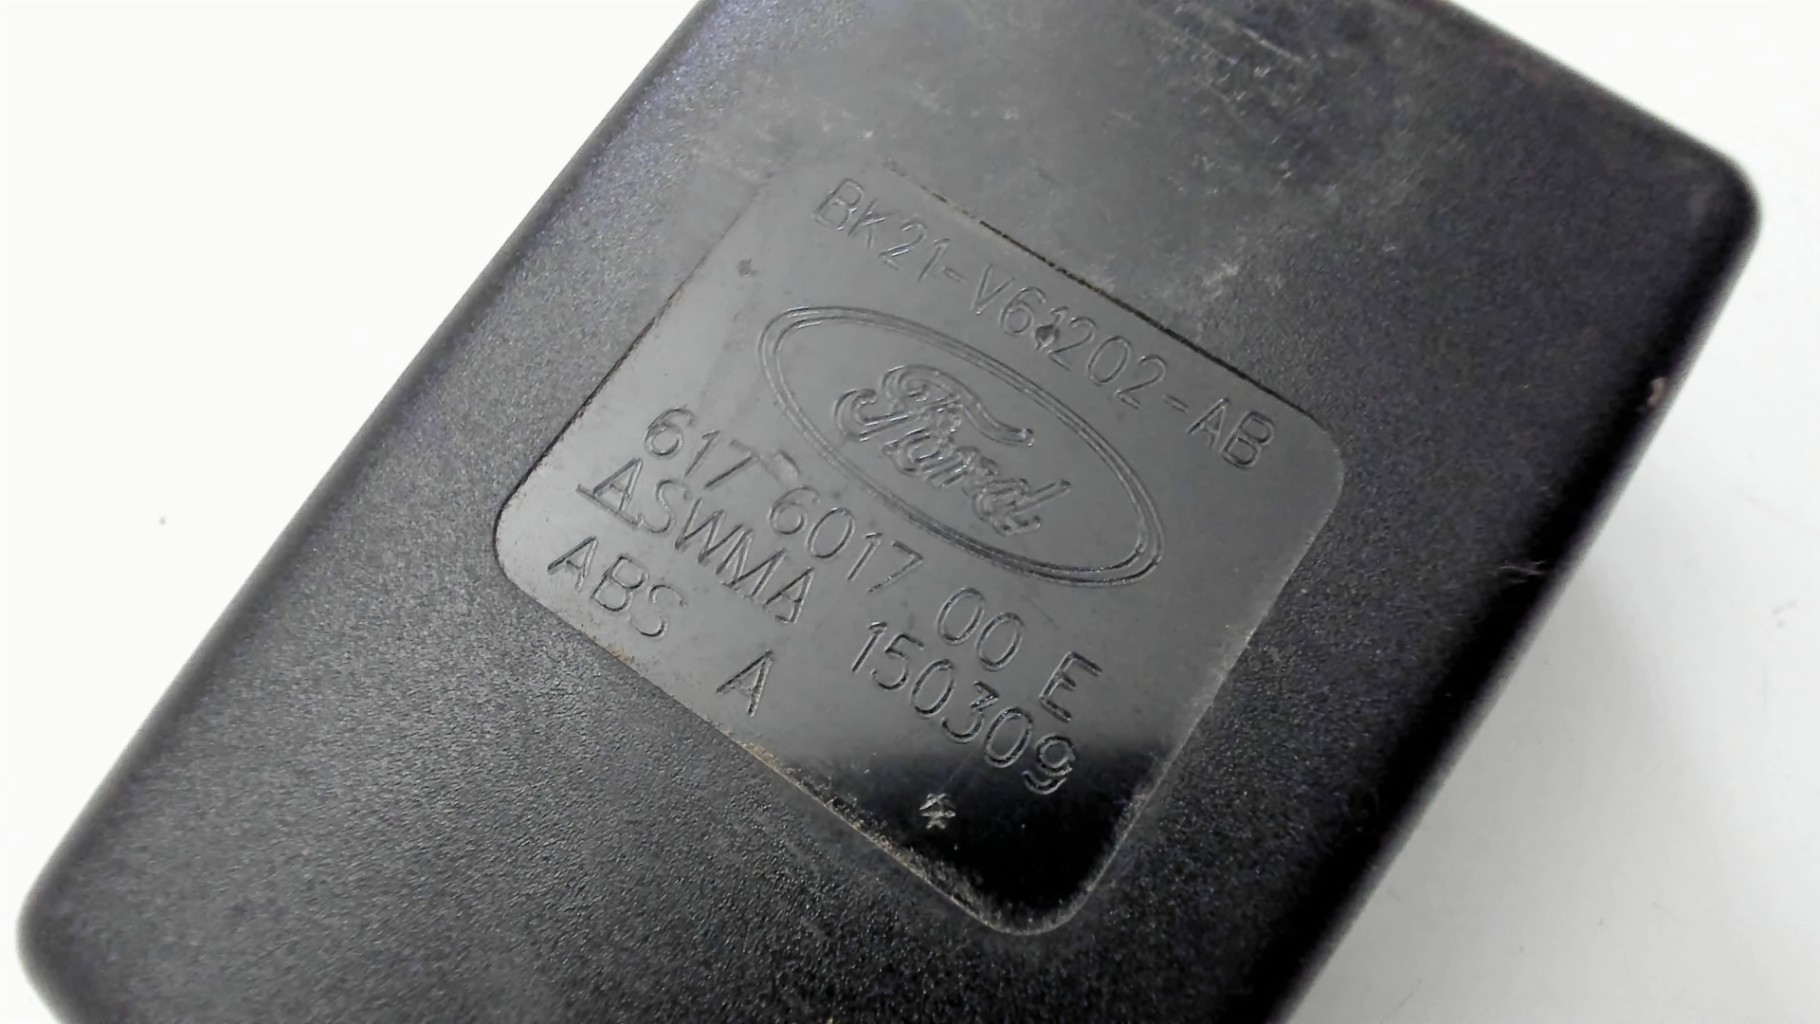 BK21-V61202-AB
Ford
617 6017 00 E
ASWMA 150309
ABS A